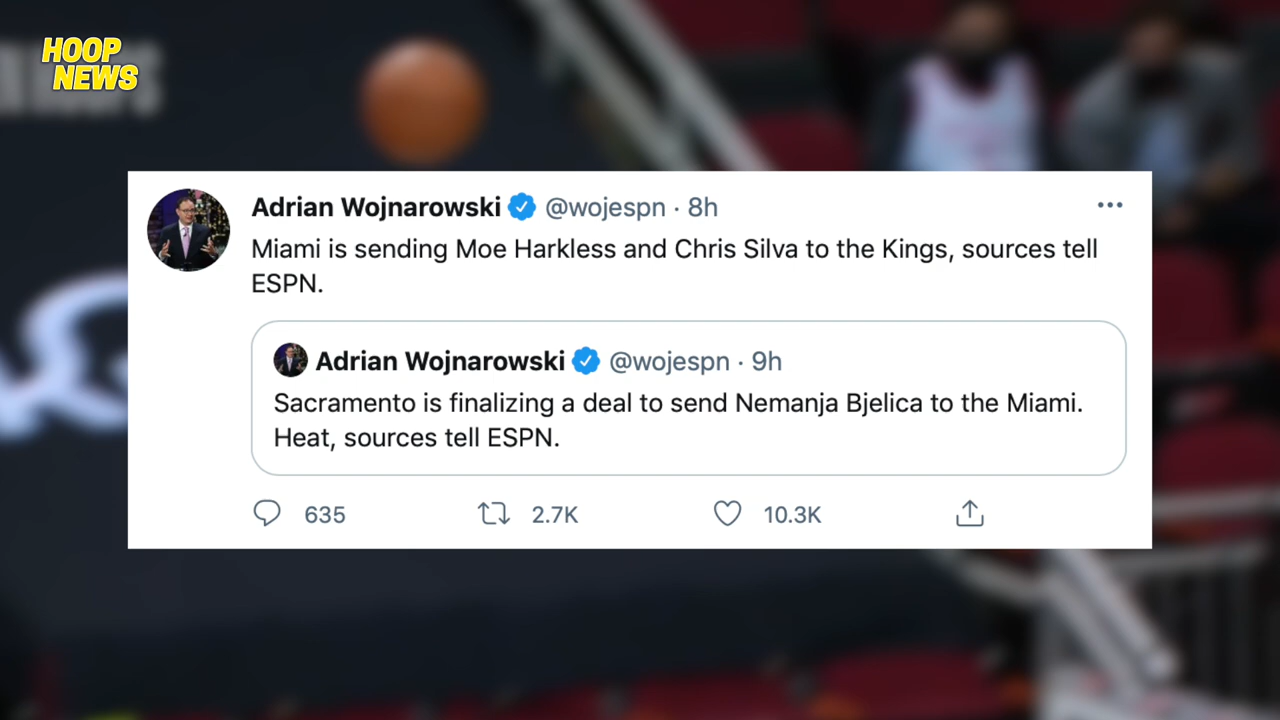 HOOP
NEWS
Adrian Wojnarowski @wojespn · 8h
Miami is sending Moe Harkless and Chris Silva to the Kings, sources tell
ESPN.
Adrian Wojnarowski @wojespn · 9h
Sacramento is finalizing a deal to send Nemanja Bjelica to the Miami.
Heat, sources tell ESPN.
635 2.7K 10.3K